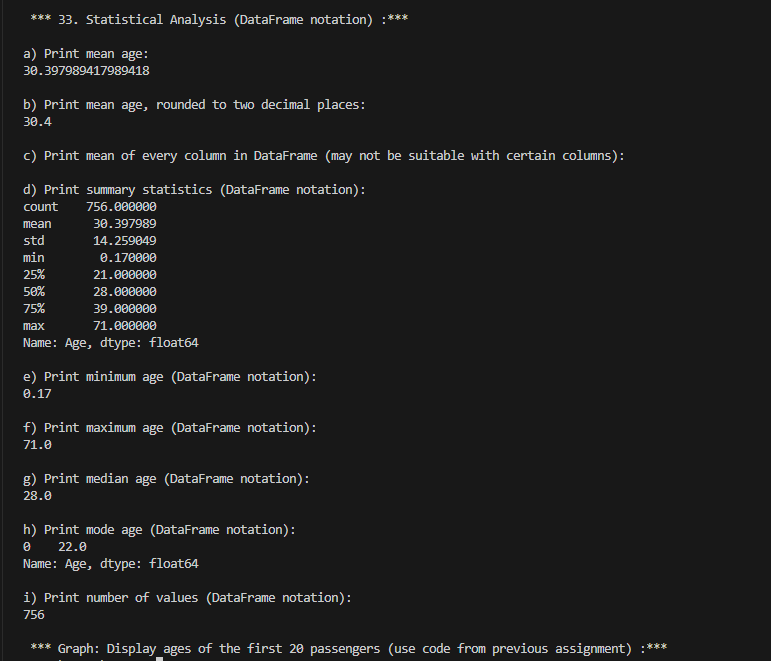 *** 33. Statistical Analysis (DataFrame notation) :***
a) Print mean age:
30.397989417989418
b) Print mean age, rounded to two decimal places:
30.4
c) Print mean of every column in DataFrame (may not be suitable with certain columns):
d) Print summary statistics (DataFrame notation):
count    756.000000
mean      30.397989
std       14.259049
min        0.170000
25%       21.000000
50%       28.000000
75%       39.000000
max       71.000000
Name: Age, dtype: float64
e) Print minimum age (DataFrame notation):
0.17
f) Print maximum age (DataFrame notation):
71.0
g) Print median age (DataFrame notation):
28.0
h) Print mode age (DataFrame notation):
0    22.0
Name: Age, dtype: float64
i) Print number of values (DataFrame notation):
756
*** Graph: Display ages of the first 20 passengers (use code from previous assignment) :***